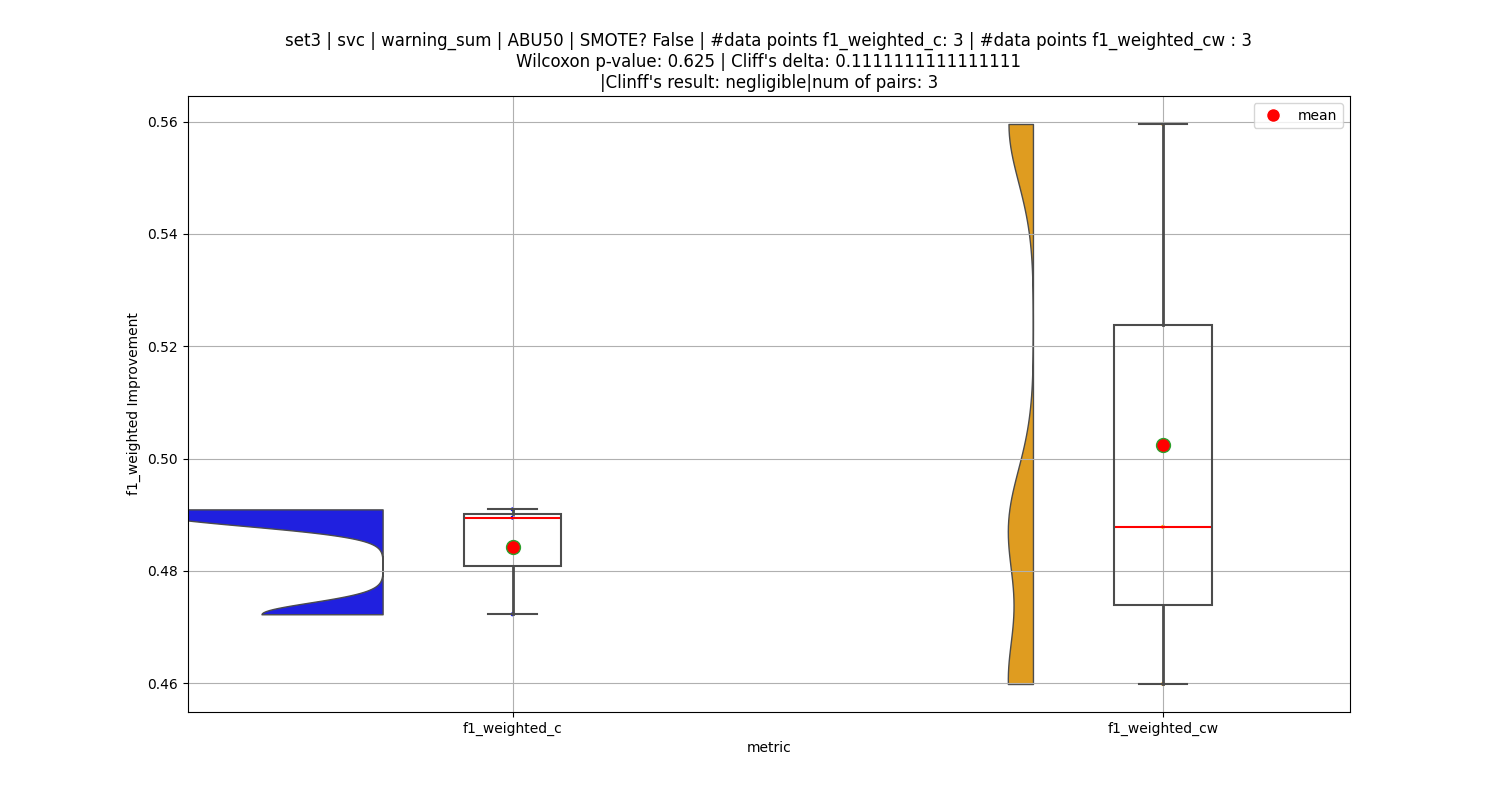 set3 | svc | warning_sum | ABU50 | SMOTE? False | #data points f1_weighted_c: 3 | #data points f1_weighted_cw : 3
Wilcoxon p-value: 0.625 | Cliff's delta: 0.1111111111111111
|Clinff's result: negligible|num of pairs: 3
mean
0.56
0.54
0.52
0.50
0.48
0.46
f1_weighted Improvement
f1_weighted_c
f1_weighted_cw
metric